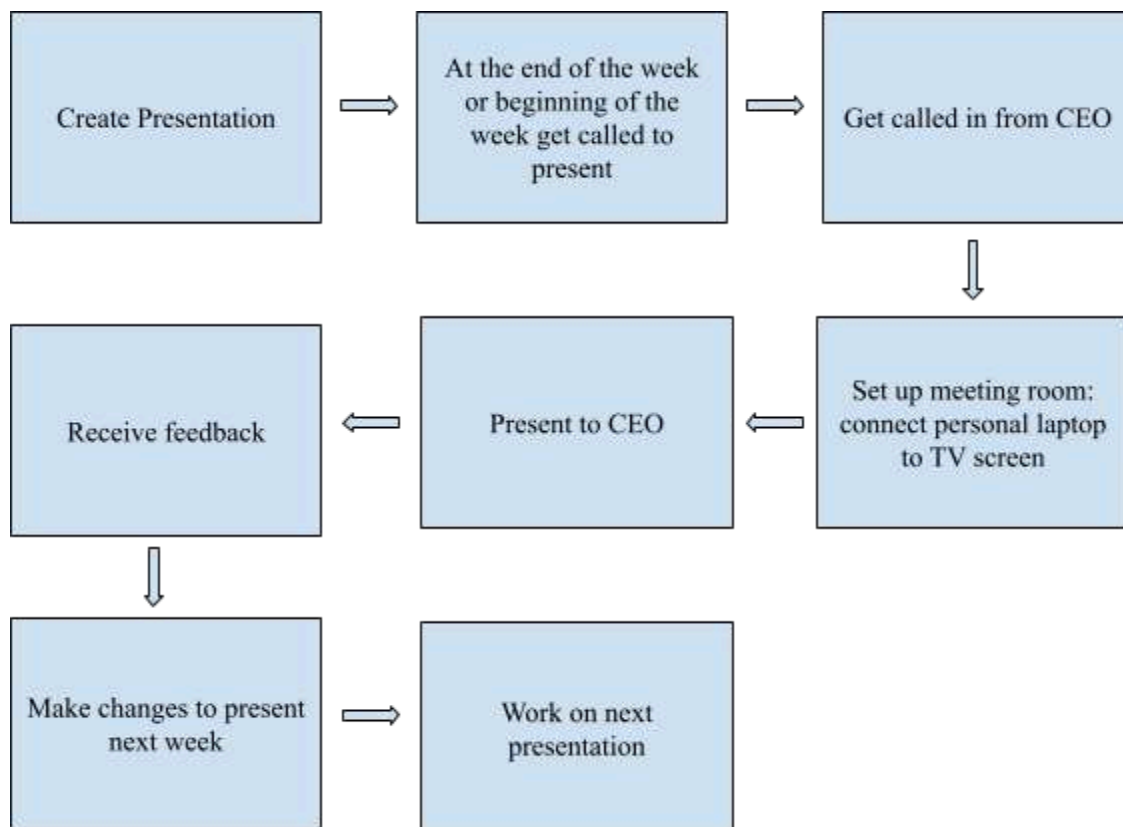 Create Presentation
At the end of the week
or beginning of the
week get called to
present
Get called in from CEO
Set up meeting room:
connect personal laptop
to TV screen
Present to CEO
Receive feedback
Make changes to present
next week
Work on next
presentation